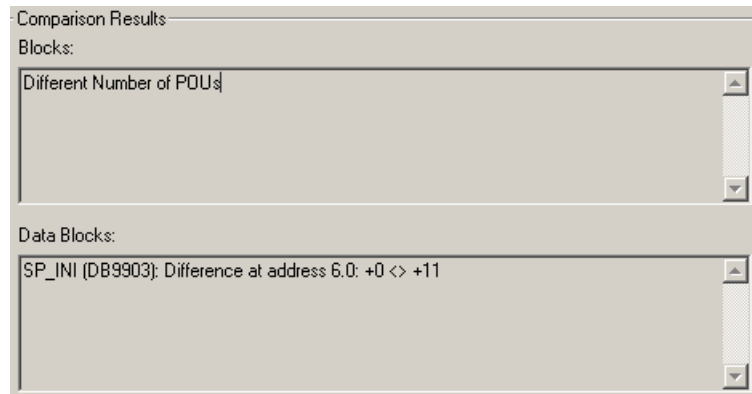 Comparison Results
Blocks:
Different Number of POUs
Data Blocks:
SP_INI (DB9903): Difference at address 6.0: +0 <> +11